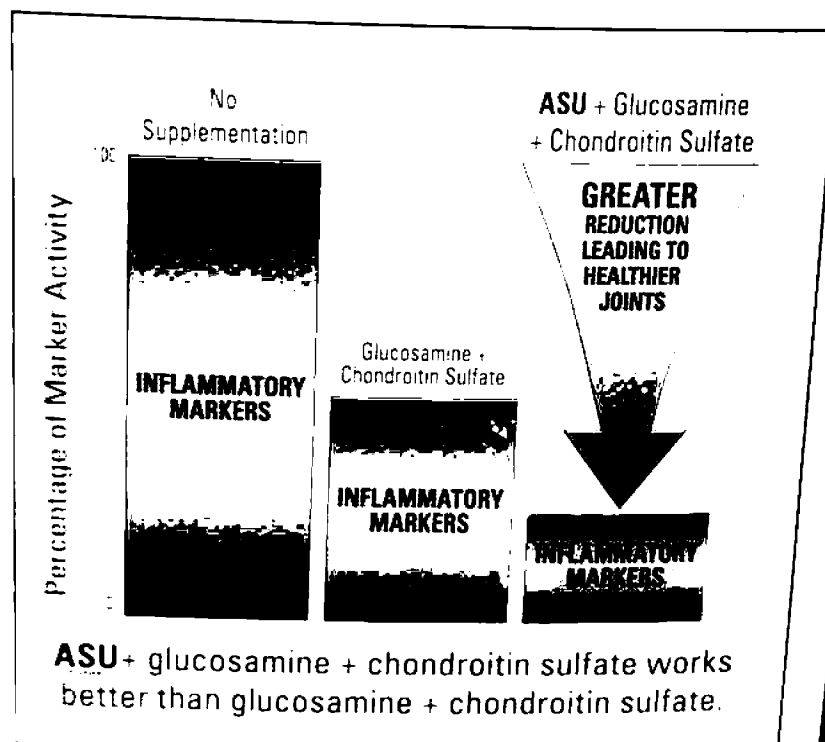 No
Supplementation
ASU + Glucosamine
+ Chondroitin Sulfate
100
Percentage of Marker Activity
GREATER
REDUCTION
LEADING TO
HEALTHIER
JOINTS
Glucosamine +
Chondroitin Sulfate
INFLAMMATORY
MARKERS
INFLAMMATORY
MARKERS
INFLAMMATORY
MARKERS
ASU + glucosamine + chondroitin sulfate works
better than glucosamine + chondroitin sulfate.